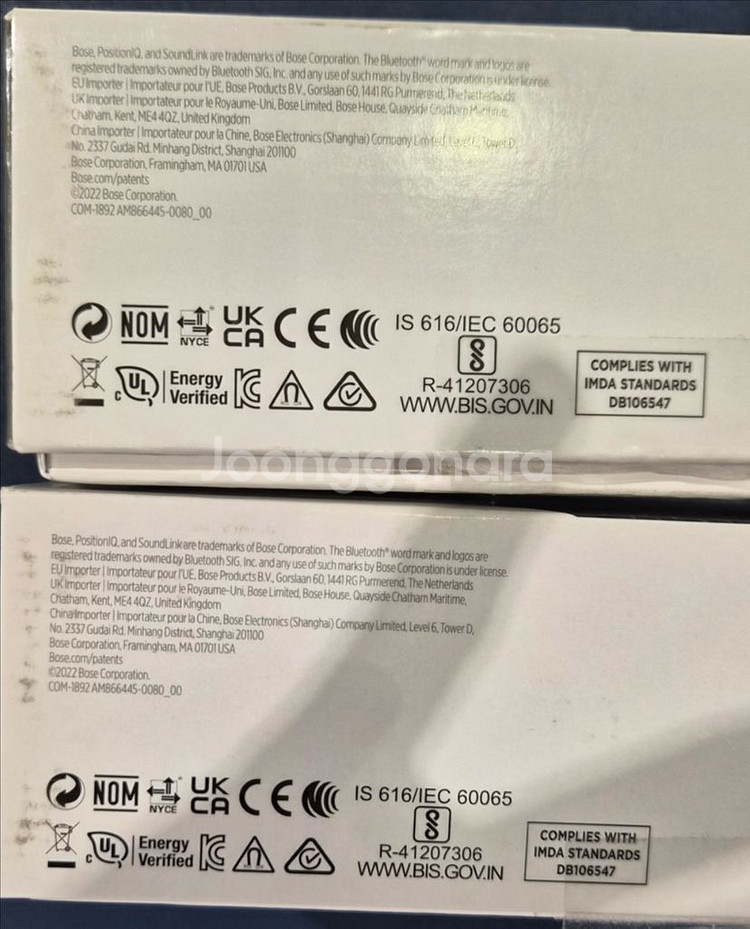 Bose, PositionIQ, and SoundLink are trademarks of Bose Corporation. The Bluetooth® word mark and logos are
registered trademarks owned by Bluetooth SIG, Inc. and any use of such marks by Bose Corporation is under license.
EU Importer | Importateur pour l'UE, Bose Products B.V., Gorslaan 60, 1441 RG Purmerend, The Netherlands
UK Importer | Importateur pour le Royaume-Uni, Bose Limited, Bose House, Quayside Chatham Maritime,
Chatham, Kent, ME4 4QZ, United Kingdom
China Importer | Importateur pour la Chine, Bose Electronics (Shanghai) Company Limited, Level 6, Tower D,
No. 2337 Gudai Rd. Minhang District, Shanghai 201100
Bose Corporation, Framingham, MA 01701 USA
Bose.com/patents
©2022 Bose Corporation.
COM-1892 AM866445-0080_00
NOM
NYCE
UK
CA
CE
IS 616/IEC 60065
R-41207306
WWW.BIS.GOV.IN
c UL
Energy
Verified
COMPLIES WITH
IMDA STANDARDS
DB106547
Joonggonara
Bose, PositionIQ, and SoundLink are trademarks of Bose Corporation. The Bluetooth® word mark and logos are
registered trademarks owned by Bluetooth SIG, Inc. and any use of such marks by Bose Corporation is under license.
EU Importer | Importateur pour l'UE, Bose Products B.V., Gorslaan 60, 1441 RG Purmerend, The Netherlands
UK Importer | Importateur pour le Royaume-Uni, Bose Limited, Bose House, Quayside Chatham Maritime,
Chatham, Kent, ME4 4QZ, United Kingdom
China Importer | Importateur pour la Chine, Bose Electronics (Shanghai) Company Limited, Level 6, Tower D,
No. 2337 Gudai Rd. Minhang District, Shanghai 201100
Bose Corporation, Framingham, MA 01701 USA
Bose.com/patents
©2022 Bose Corporation.
COM-1892 AM866445-0080_00
NOM
NYCE
UK
CA
CE
IS 616/IEC 60065
R-41207306
WWW.BIS.GOV.IN
c UL
Energy
Verified
COMPLIES WITH
IMDA STANDARDS
DB106547